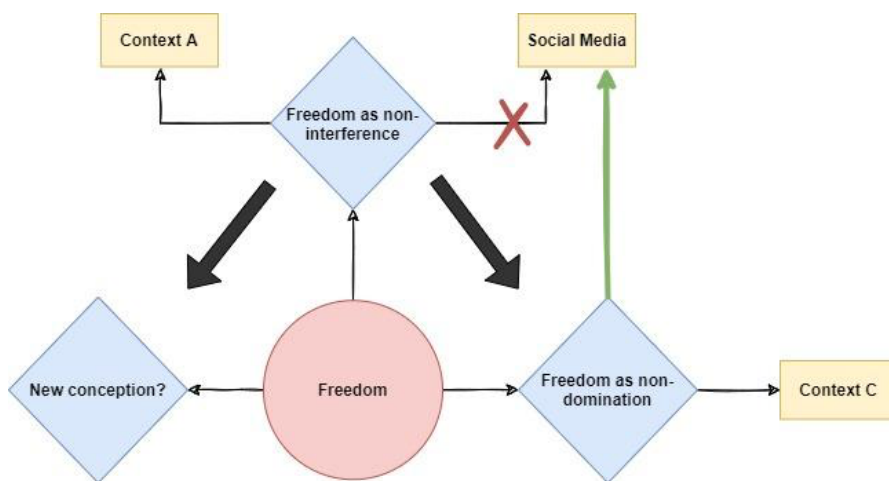 Context A
Social Media
Freedom as non-
interference
New conception?
Freedom
Freedom as non-
domination
Context C